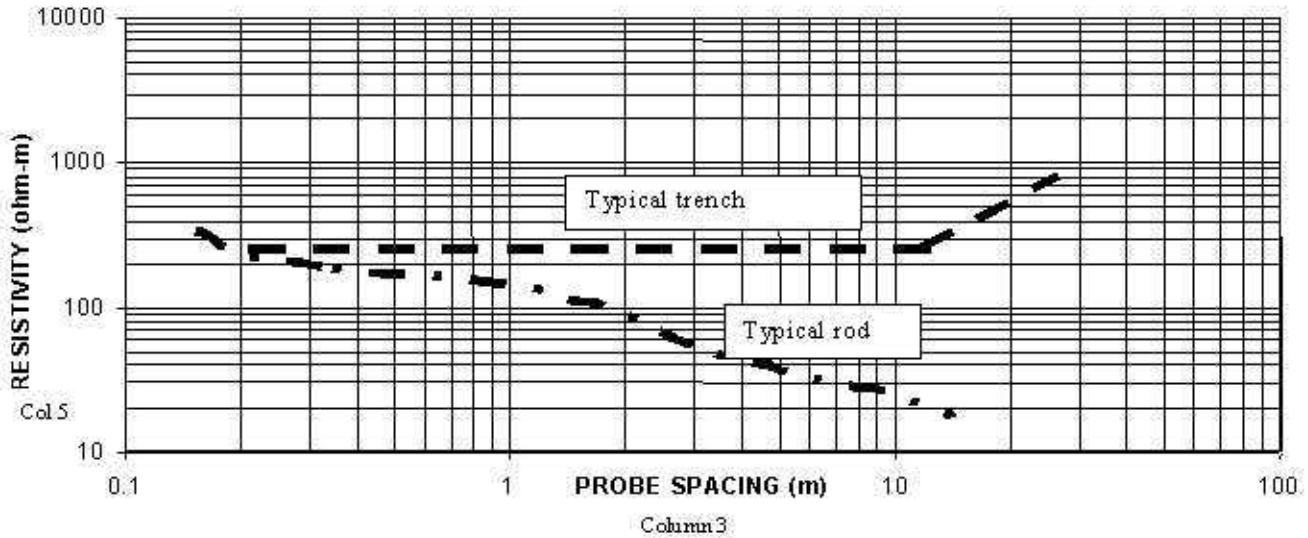 10000
1000
100
10
RESISTIVITY (ohm-m)
Col 5
Typical trench
Typical rod
0.1
1
10
100
PROBE SPACING (m)
Column 3